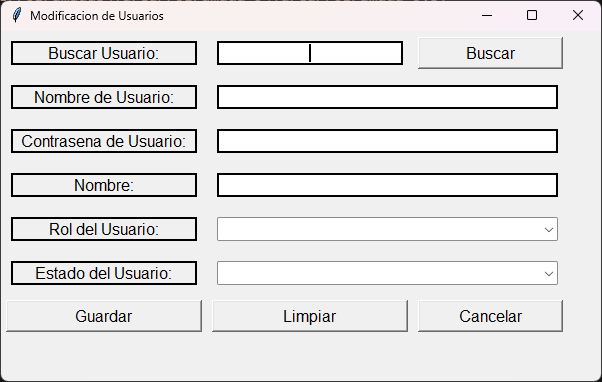 Modificacion de Usuarios
Buscar Usuario: Buscar
Nombre de Usuario:
Contrasena de Usuario:
Nombre:
Rol del Usuario:
Estado del Usuario:
Guardar Limpiar Cancelar